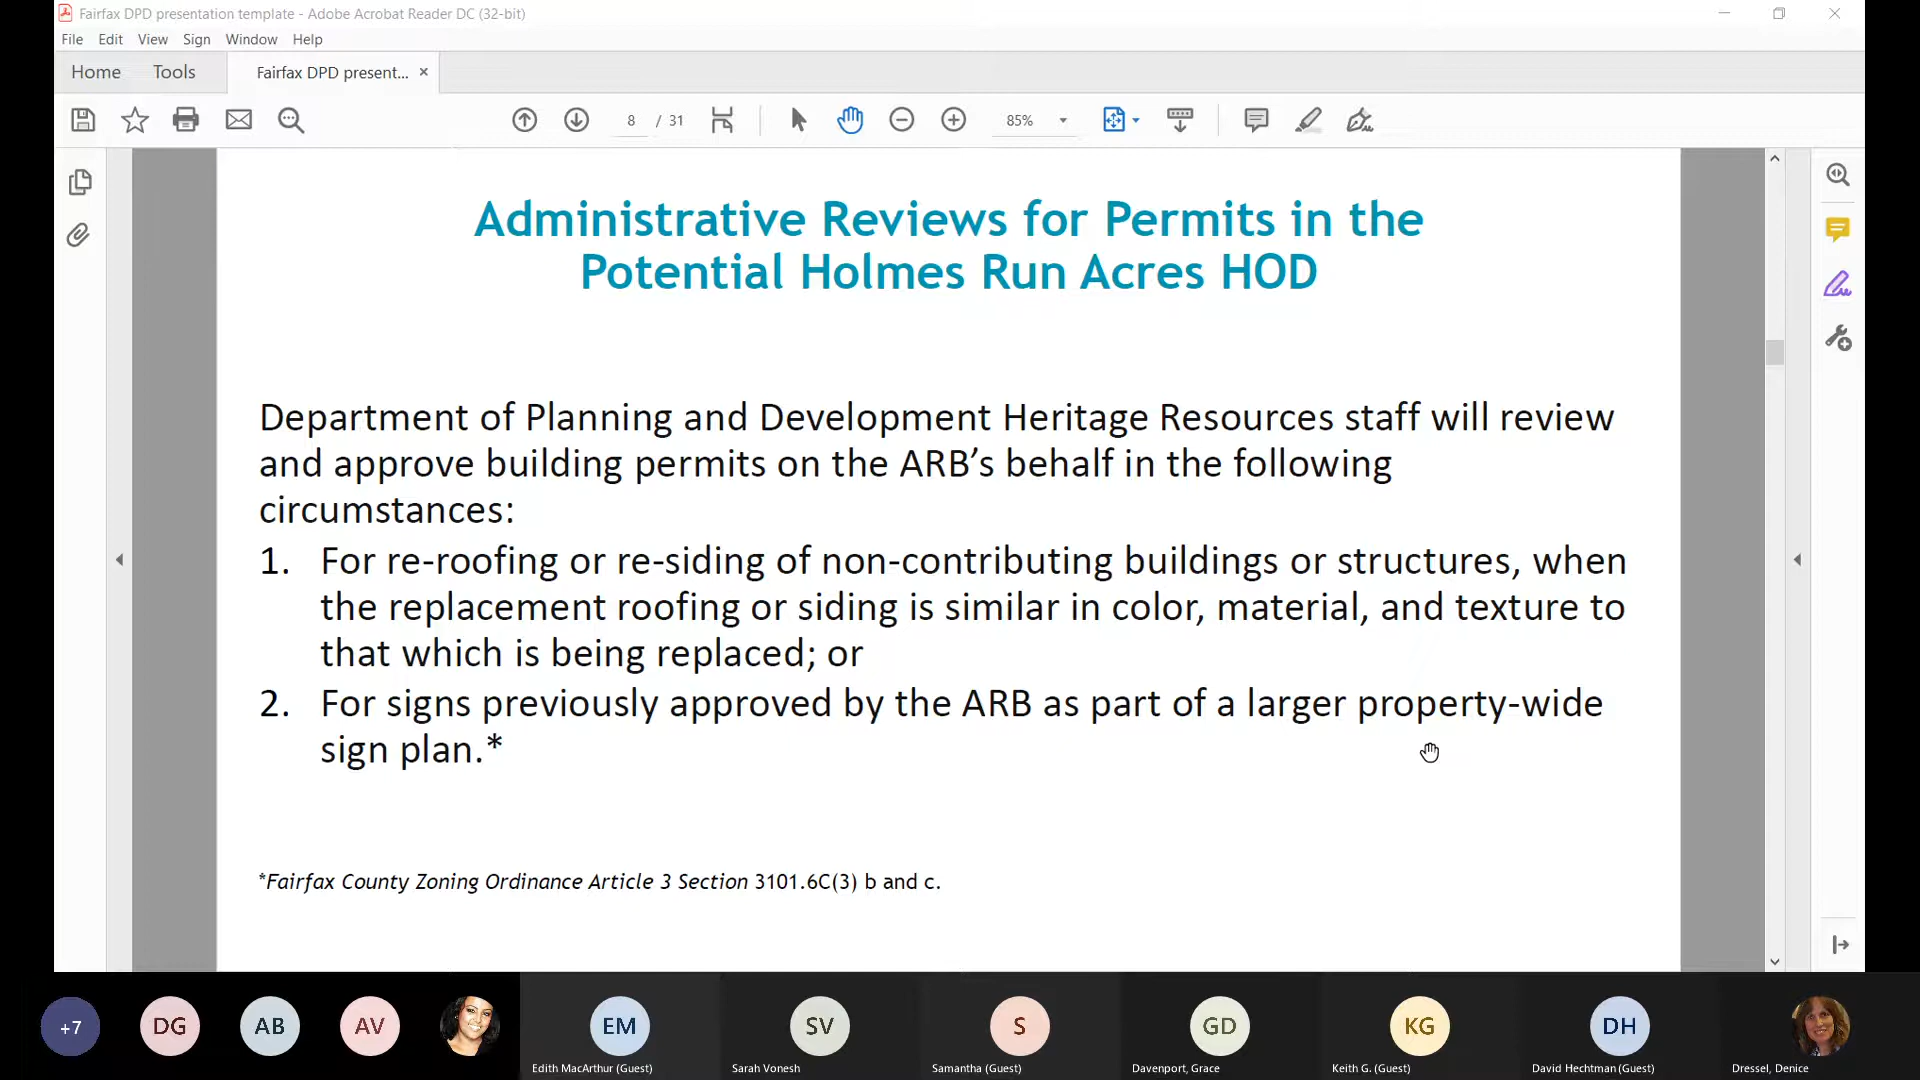 Fairfax DPD presentation template - Adobe Acrobat Reader DC (32-bit)
File Edit View Sign Window Help
Home Tools Fairfax DPD present... ×
8 / 31 85%
Administrative Reviews for Permits in the
Potential Holmes Run Acres HOD
Department of Planning and Development Heritage Resources staff will review
and approve building permits on the ARB’s behalf in the following
circumstances:
1. For re-roofing or re-siding of non-contributing buildings or structures, when
the replacement roofing or siding is similar in color, material, and texture to
that which is being replaced; or
2. For signs previously approved by the ARB as part of a larger property-wide
sign plan.*
*Fairfax County Zoning Ordinance Article 3 Section 3101.6C(3) b and c.
+7 DG AB AV EM SV S GD KG DH
Edith MacArthur (Guest) Sarah Vonesh Samantha (Guest) Davenport, Grace Keith G. (Guest) David Hechtman (Guest) Dressel, Denice